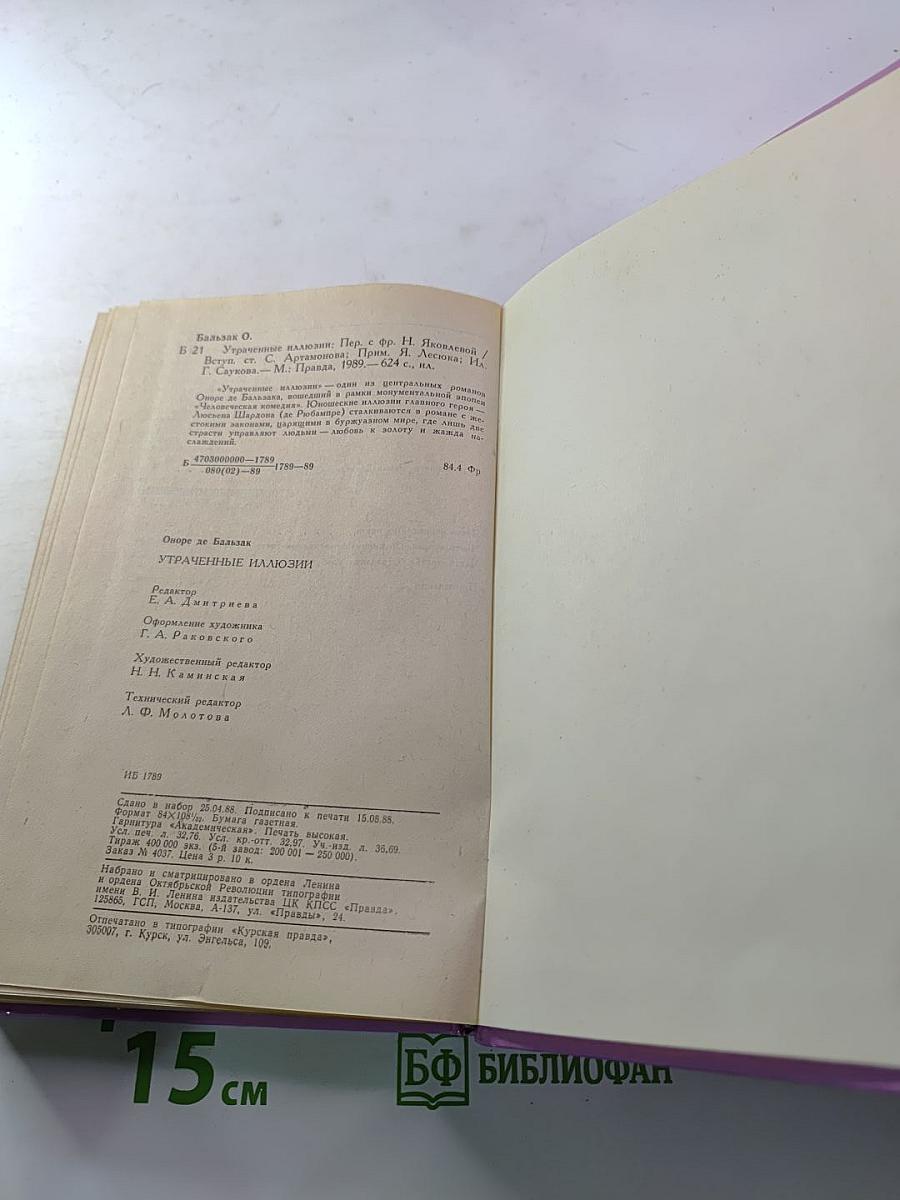 Бальзак О.
Б 21 Утраченные иллюзии: Пер. с фр. Н. Яковлевой /
Вступ. ст. С. Артамонова; Прим. Я. Лесюка; Ил.
Г. Саукова.— М.: Правда, 1989.— 624 с., ил.
«Утраченные иллюзии» — один из центральных романов
Оноре де Бальзака, вошедший в рамки монументальной эпопеи
«Человеческая комедия». Юношеские иллюзии главного героя —
Люсьена Шардона (де Рюбампре) сталкиваются в романе с же-
стокими законами, царящими в буржуазном мире, где лишь две
страсти управляют людьми — любовь к золоту и жажда на-
слаждений.
Б 4703000000—1789
080(02)—89 1789—89 84.4 Фр
Оноре де Бальзак
УТРАЧЕННЫЕ ИЛЛЮЗИИ
Редактор
Е. А. Дмитриева
Оформление художника
Г. А. Раковского
Художественный редактор
Н. Н. Каминская
Технический редактор
Л. Ф. Молотова
ИБ 1789
Сдано в набор 25.04.88. Подписано к печати 15.08.88.
Формат 84×108¹/₃₂. Бумага газетная.
Гарнитура «Академическая». Печать высокая.
Усл. печ. л. 32,76. Усл. кр.-отт. 32,97. Уч.-изд. л. 36,69.
Тираж 400 000 экз. (5-й завод: 200 001 — 250 000).
Заказ № 4037. Цена 3 р. 10 к.
Набрано и сматрицировано в ордена Ленина
и ордена Октябрьской Революции типографии
имени В. И. Ленина издательства ЦК КПСС «Правда».
125865, ГСП, Москва, А-137, ул. «Правды», 24.
Отпечатано в типографии «Курская правда»,
305007, г. Курск, ул. Энгельса, 109.
15 см
БФ БИБЛИОФАН